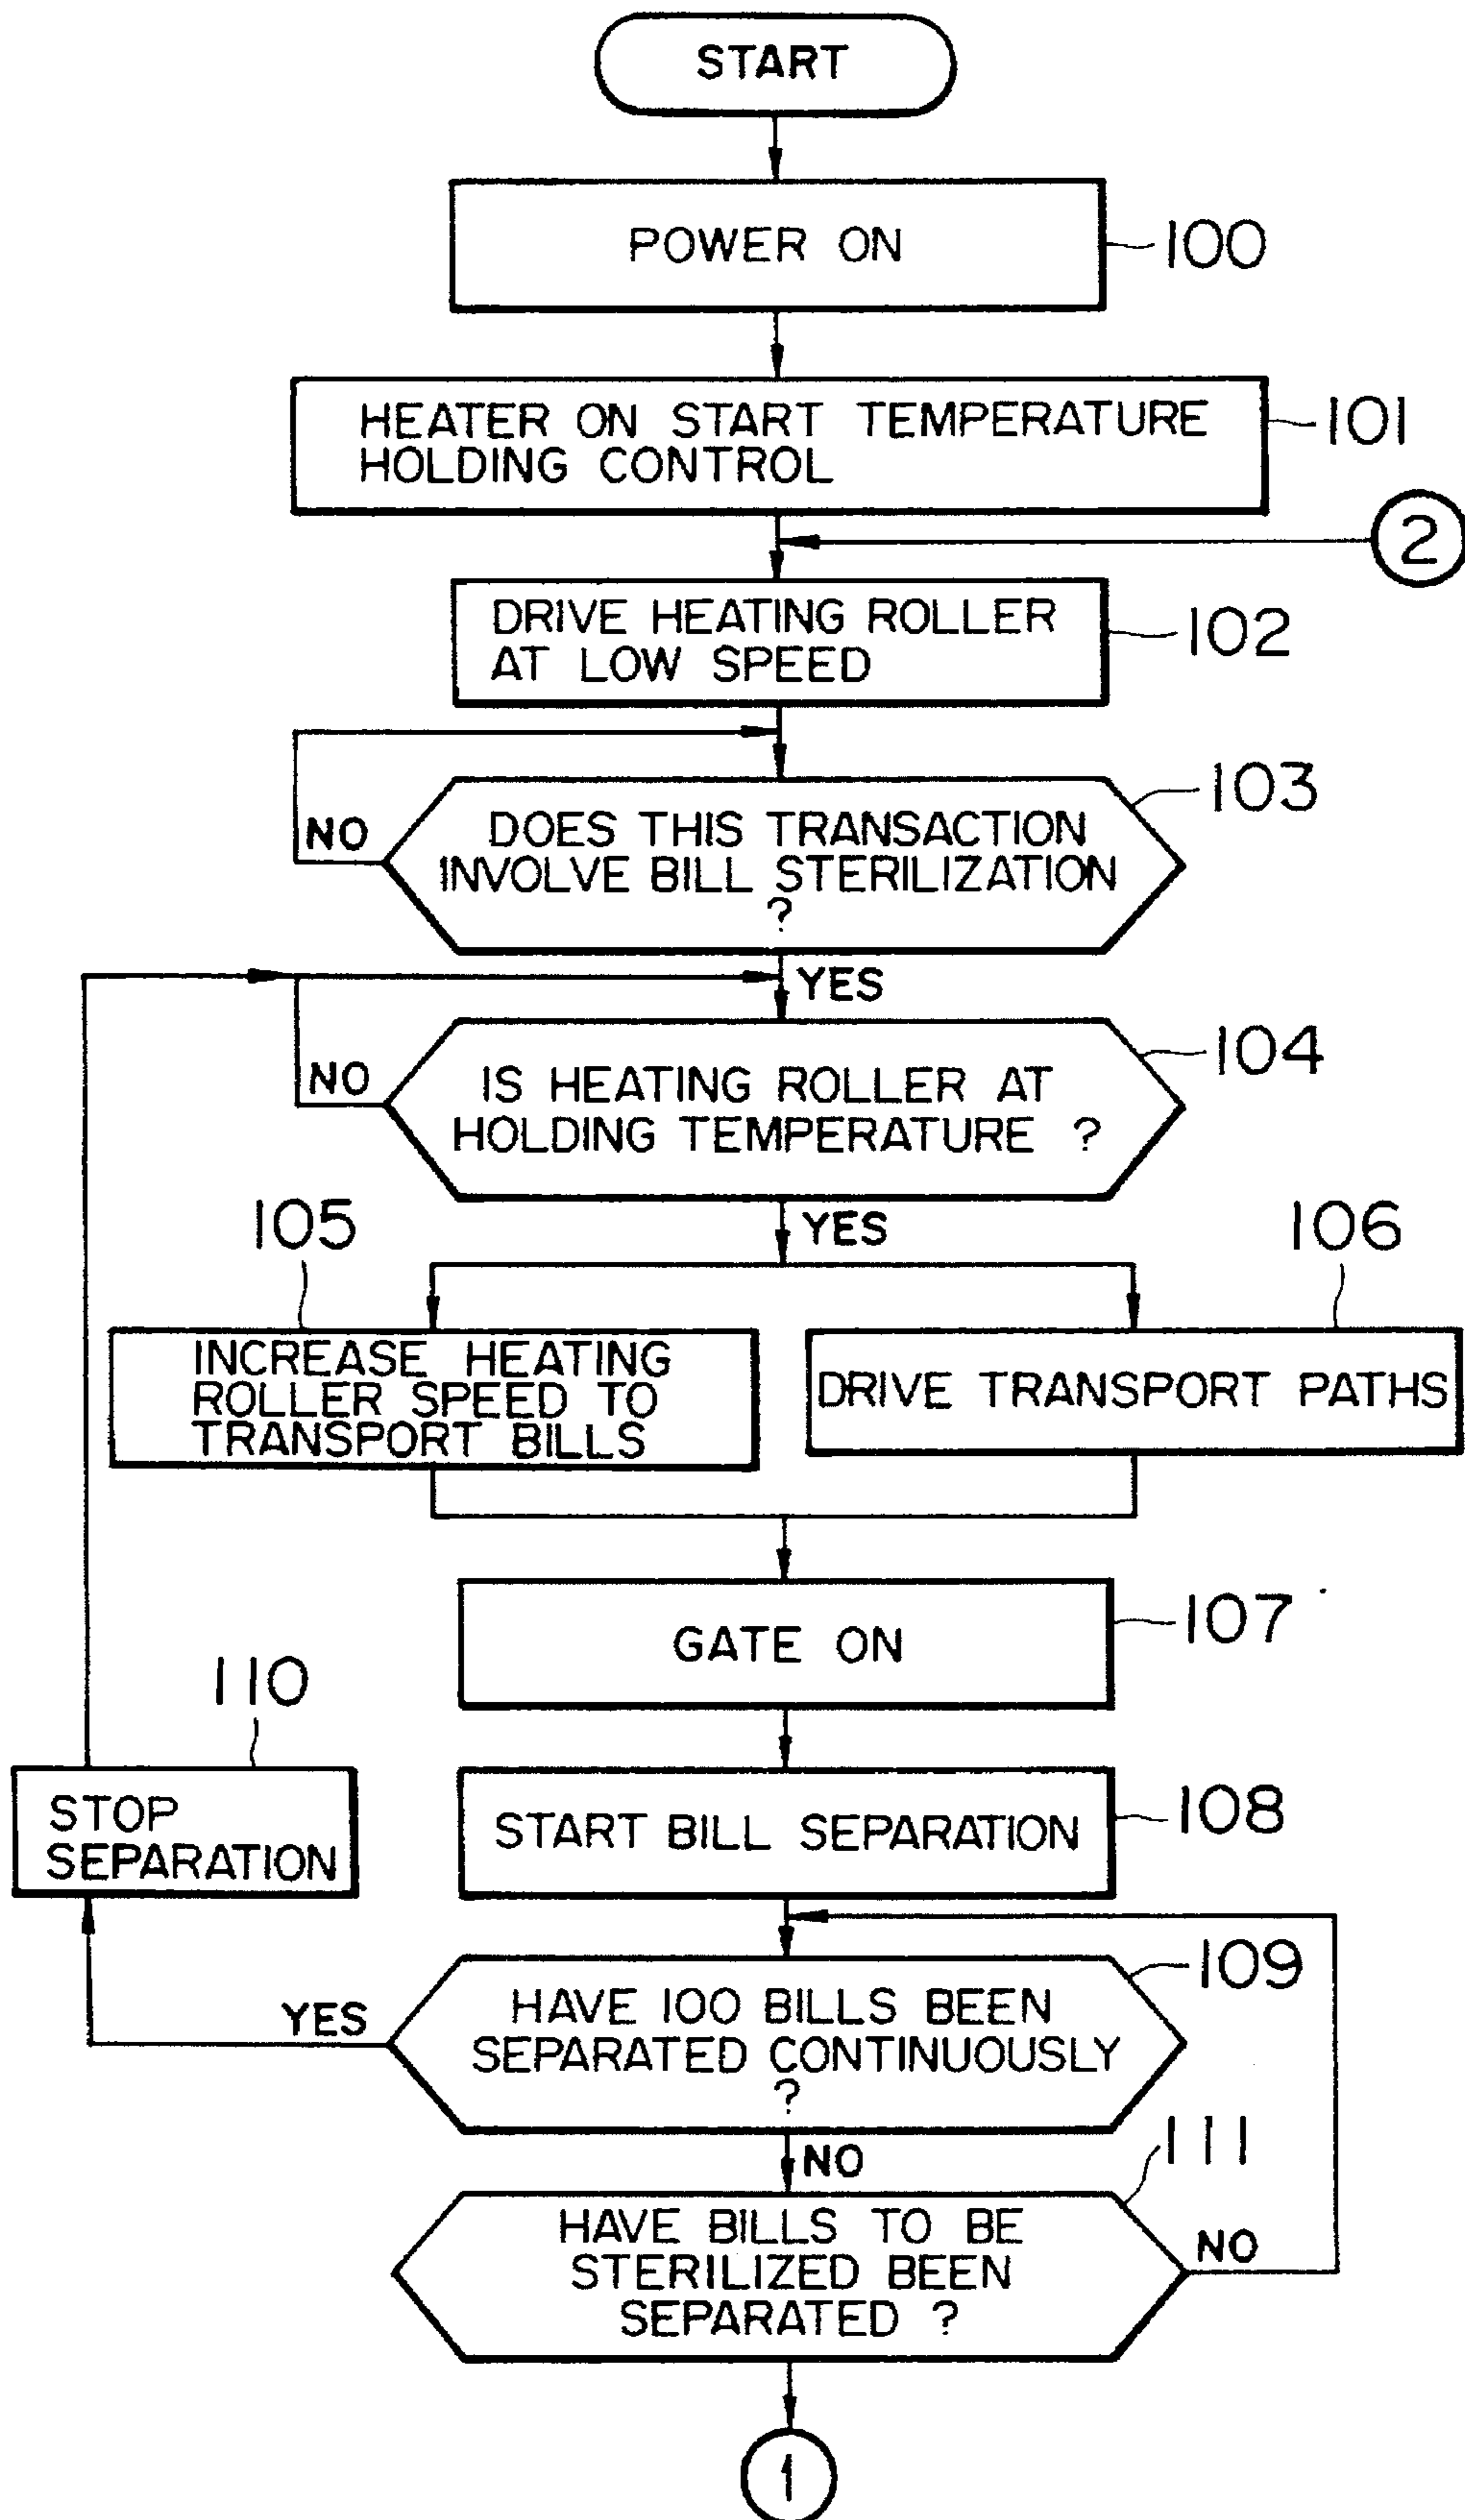 START
POWER ON
100
HEATER ON START TEMPERATURE
HOLDING CONTROL
101
2
DRIVE HEATING ROLLER
AT LOW SPEED
102
103
NO
DOES THIS TRANSACTION
INVOLVE BILL STERILIZATION
?
YES
104
NO
IS HEATING ROLLER AT
HOLDING TEMPERATURE ?
YES
105
106
INCREASE HEATING
ROLLER SPEED TO
TRANSPORT BILLS
DRIVE TRANSPORT PATHS
GATE ON
107
110
STOP
SEPARATION
START BILL SEPARATION
108
109
YES
HAVE 100 BILLS BEEN
SEPARATED CONTINUOUSLY
?
NO
111
HAVE BILLS TO BE
STERILIZED BEEN
SEPARATED ?
NO
1